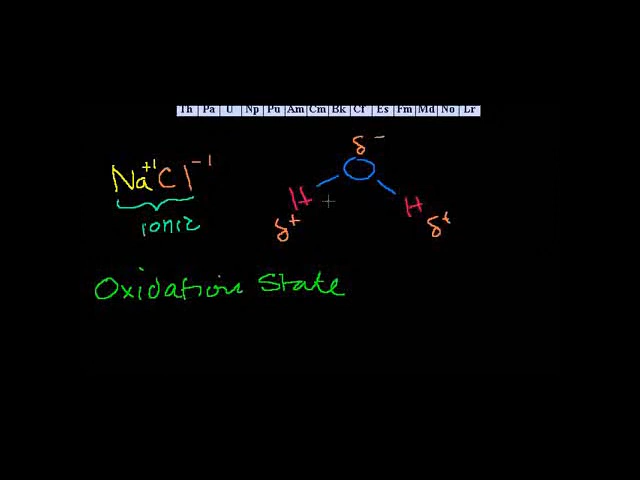 Th Pa U Np Pu Am Cm Bk Cf Es Fm Md No Lr
δ⁻
Na⁺¹Cl⁻¹
O
H H
ionic
δ⁺ δ⁺
Oxidation State